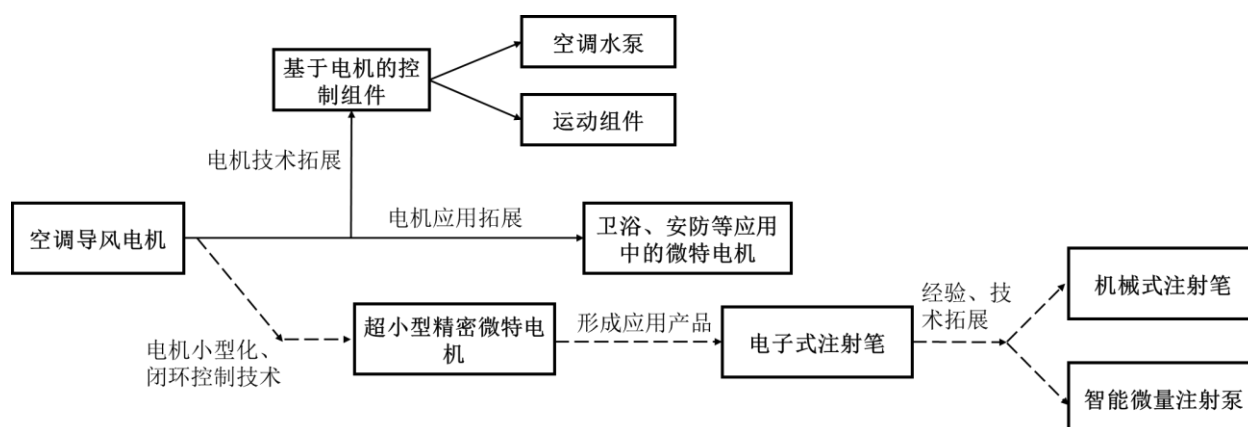 空调水泵
基于电机的控
制组件
运动组件
电机技术拓展
电机应用拓展
空调导风电机
卫浴、安防等应用
中的微特电机
机械式注射笔
经验、技
术拓展
超小型精密微特电
机
形成应用产品
电子式注射笔
电机小型化、
闭环控制技术
智能微量注射泵